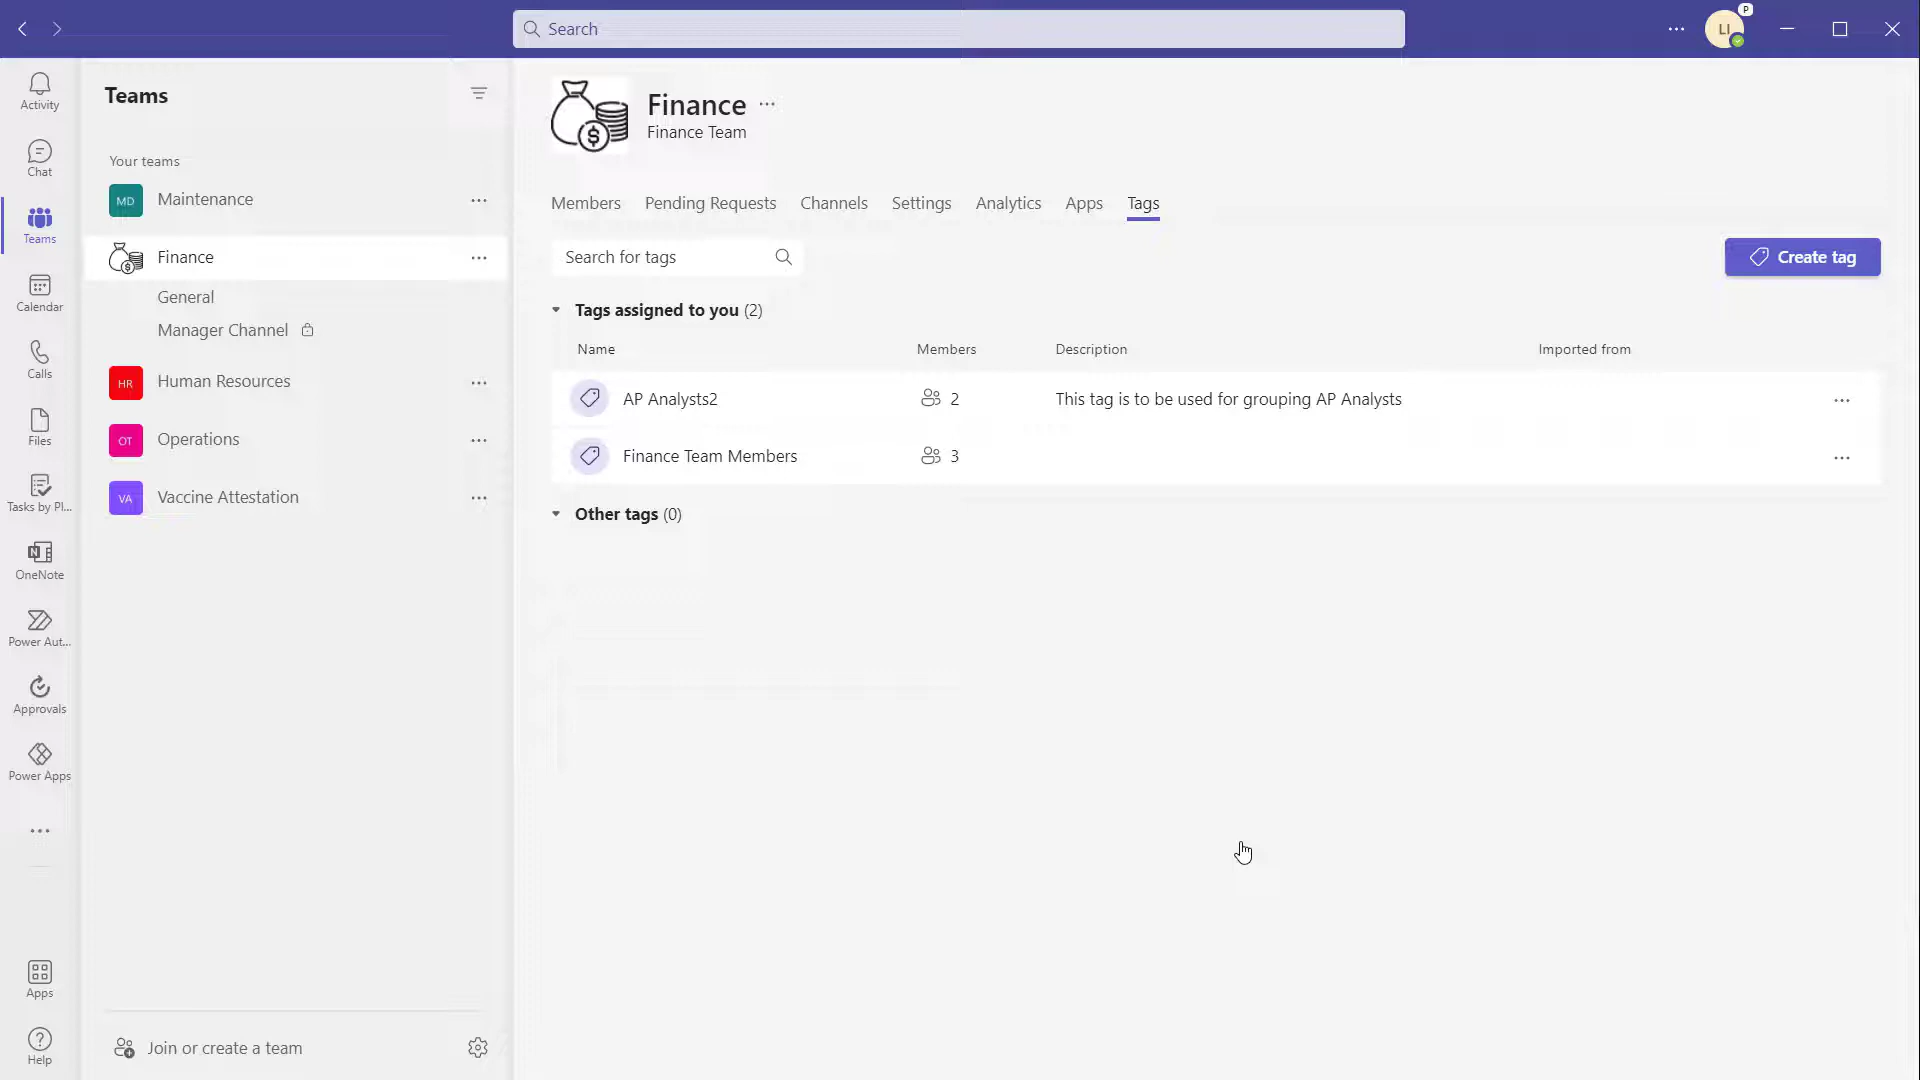 Search
LI
P
Activity
Chat
Teams
Calendar
Calls
Files
Tasks by Pl...
OneNote
Power Aut...
Approvals
Power Apps
Apps
Help
Teams
Your teams
MD Maintenance
Finance
General
Manager Channel
HR Human Resources
OT Operations
VA Vaccine Attestation
Join or create a team
Finance
Finance Team
Members Pending Requests Channels Settings Analytics Apps Tags
Search for tags
Create tag
Tags assigned to you (2)
Name Members Description Imported from
AP Analysts2 2 This tag is to be used for grouping AP Analysts
Finance Team Members 3
Other tags (0)